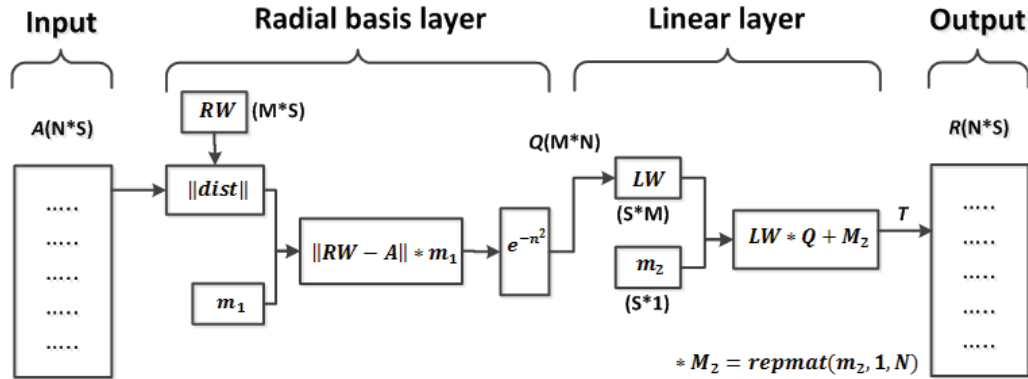 Input
Radial basis layer
Linear layer
Output
A(N*S)
RW
(M*S)
Q(M*N)
R(N*S)
.....
.....
.....
.....
.....
‖dist‖
m₁
‖RW − A‖ * m₁
e^{−n²}
LW
(S*M)
m₂
(S*1)
LW * Q + M₂
T
.....
.....
.....
.....
.....
* M₂ = repmat(m₂, 1, N)